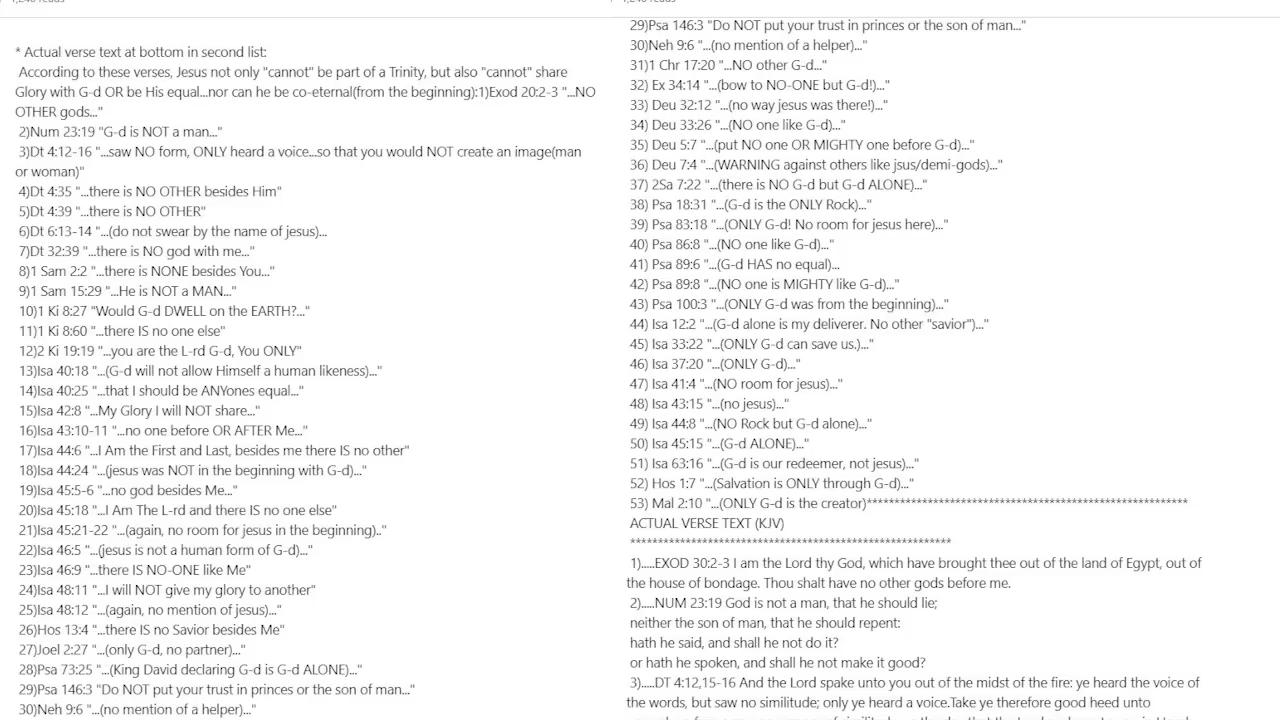 * Actual verse text at bottom in second list:
According to these verses, Jesus not only "cannot" be part of a Trinity, but also "cannot" share
Glory with G-d OR be His equal...nor can he be co-eternal(from the beginning):1)Exod 20:2-3 "...NO
OTHER gods..."
2)Num 23:19 "G-d is NOT a man..."
3)Dt 4:12-16 "...saw NO form, ONLY heard a voice...so that you would NOT create an image(man
or woman)"
4)Dt 4:35 "...there is NO OTHER besides Him"
5)Dt 4:39 "...there is NO OTHER"
6)Dt 6:13-14 "...(do not swear by the name of jesus)...
7)Dt 32:39 "...there is NO god with me..."
8)1 Sam 2:2 "...there is NONE besides You..."
9)1 Sam 15:29 "...He is NOT a MAN..."
10)1 Ki 8:27 "Would G-d DWELL on the EARTH?..."
11)1 Ki 8:60 "...there IS no one else"
12)2 Ki 19:19 "...you are the L-rd G-d, You ONLY"
13)Isa 40:18 "...(G-d will not allow Himself a human likeness)..."
14)Isa 40:25 "...that I should be ANYones equal..."
15)Isa 42:8 "...My Glory I will NOT share..."
16)Isa 43:10-11 "...no one before OR AFTER Me..."
17)Isa 44:6 "...I Am the First and Last, besides me there IS no other"
18)Isa 44:24 "...(jesus was NOT in the beginning with G-d)..."
19)Isa 45:5-6 "...no god besides Me..."
20)Isa 45:18 "...I Am The L-rd and there IS no one else"
21)Isa 45:21-22 "...(again, no room for jesus in the beginning).."
22)Isa 46:5 "...(jesus is not a human form of G-d)..."
23)Isa 46:9 "...there IS NO-ONE like Me"
24)Isa 48:11 "...I will NOT give my glory to another"
25)Isa 48:12 "...(again, no mention of jesus)..."
26)Hos 13:4 "...there IS no Savior besides Me"
27)Joel 2:27 "...(only G-d, no partner)..."
28)Psa 73:25 "...(King David declaring G-d is G-d ALONE)..."
29)Psa 146:3 "Do NOT put your trust in princes or the son of man..."
30)Neh 9:6 "...(no mention of a helper)..."
29)Psa 146:3 "Do NOT put your trust in princes or the son of man..."
30)Neh 9:6 "...(no mention of a helper)..."
31)1 Chr 17:20 "...NO other G-d..."
32) Ex 34:14 "...(bow to NO-ONE but G-d!)..."
33) Deu 32:12 "...(no way jesus was there!)..."
34) Deu 33:26 "...(NO one like G-d)..."
35) Deu 5:7 "...(put NO one OR MIGHTY one before G-d)..."
36) Deu 7:4 "...(WARNING against others like jsus/demi-gods)..."
37) 2Sa 7:22 "...(there is NO G-d but G-d ALONE)..."
38) Psa 18:31 "...(G-d is the ONLY Rock)..."
39) Psa 83:18 "...(ONLY G-d! No room for jesus here)..."
40) Psa 86:8 "...(NO one like G-d)..."
41) Psa 89:6 "...(G-d HAS no equal)...
42) Psa 89:8 "...(NO one is MIGHTY like G-d)..."
43) Psa 100:3 "...(ONLY G-d was from the beginning)..."
44) Isa 12:2 "...(G-d alone is my deliverer. No other "savior")..."
45) Isa 33:22 "...(ONLY G-d can save us.)..."
46) Isa 37:20 "...(ONLY G-d)..."
47) Isa 41:4 "...(NO room for jesus)..."
48) Isa 43:15 "...(no jesus)..."
49) Isa 44:8 "...(NO Rock but G-d alone)..."
50) Isa 45:15 "...(G-d ALONE)..."
51) Isa 63:16 "...(G-d is our redeemer, not jesus)..."
52) Hos 1:7 "...(Salvation is ONLY through G-d)..."
53) Mal 2:10 "...(ONLY G-d is the creator)**********************************************************
ACTUAL VERSE TEXT (KJV)
**********************************************************
1).....EXOD 30:2-3 I am the Lord thy God, which have brought thee out of the land of Egypt, out of
the house of bondage. Thou shalt have no other gods before me.
2).....NUM 23:19 God is not a man, that he should lie;
neither the son of man, that he should repent:
hath he said, and shall he not do it?
or hath he spoken, and shall he not make it good?
3).....DT 4:12,15-16 And the Lord spake unto you out of the midst of the fire: ye heard the voice of
the words, but saw no similitude; only ye heard a voice.Take ye therefore good heed unto